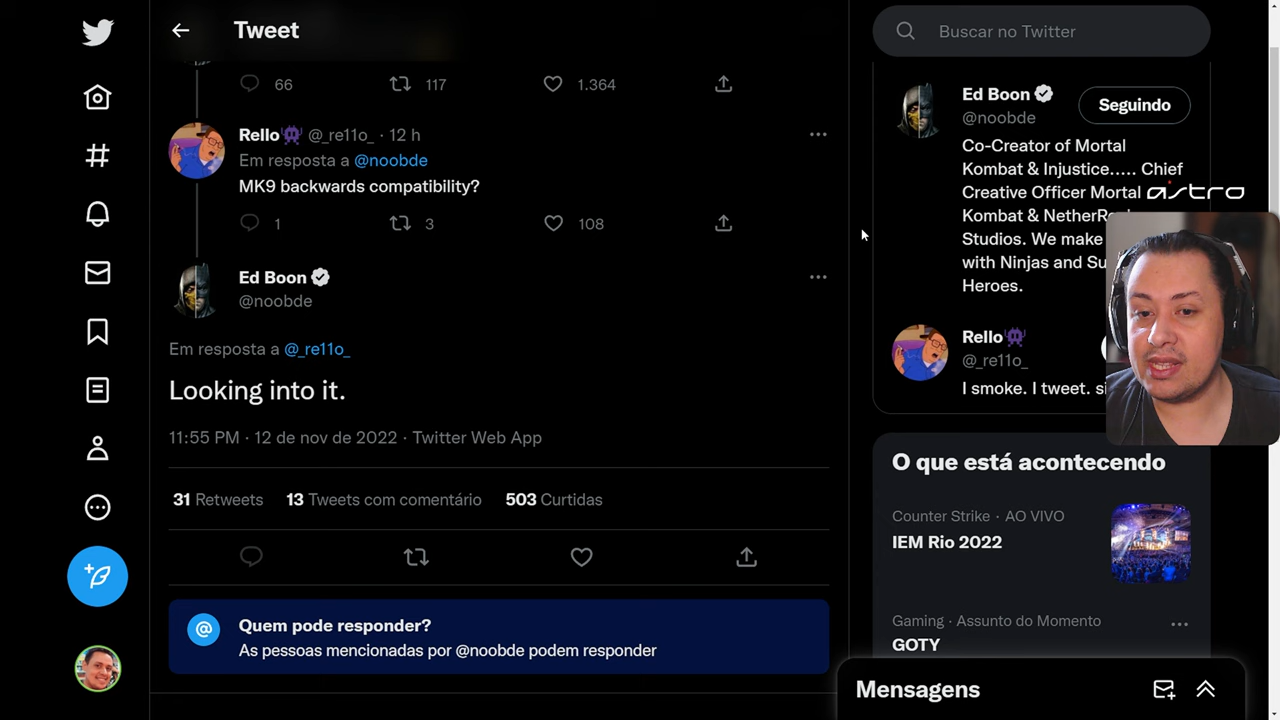 Tweet
66 117 1.364
Rello @_re11o_ · 12 h
Em resposta a @noobde
MK9 backwards compatibility?
1 3 108
Ed Boon
@noobde
Em resposta a @_re11o_
Looking into it.
11:55 PM · 12 de nov de 2022 · Twitter Web App
31 Retweets 13 Tweets com comentário 503 Curtidas
@
Quem pode responder?
As pessoas mencionadas por @noobde podem responder
Buscar no Twitter
Ed Boon
@noobde
Seguindo
Co-Creator of Mortal
Kombat & Injustice..... Chief
Creative Officer Mortal
Kombat &
Studios. We make
with Ninjas and
Heroes.
astro
Rello
@_re11o_
I smoke. I tweet.
O que está acontecendo
Counter Strike · AO VIVO
IEM Rio 2022
Gaming · Assunto do Momento
GOTY
Mensagens